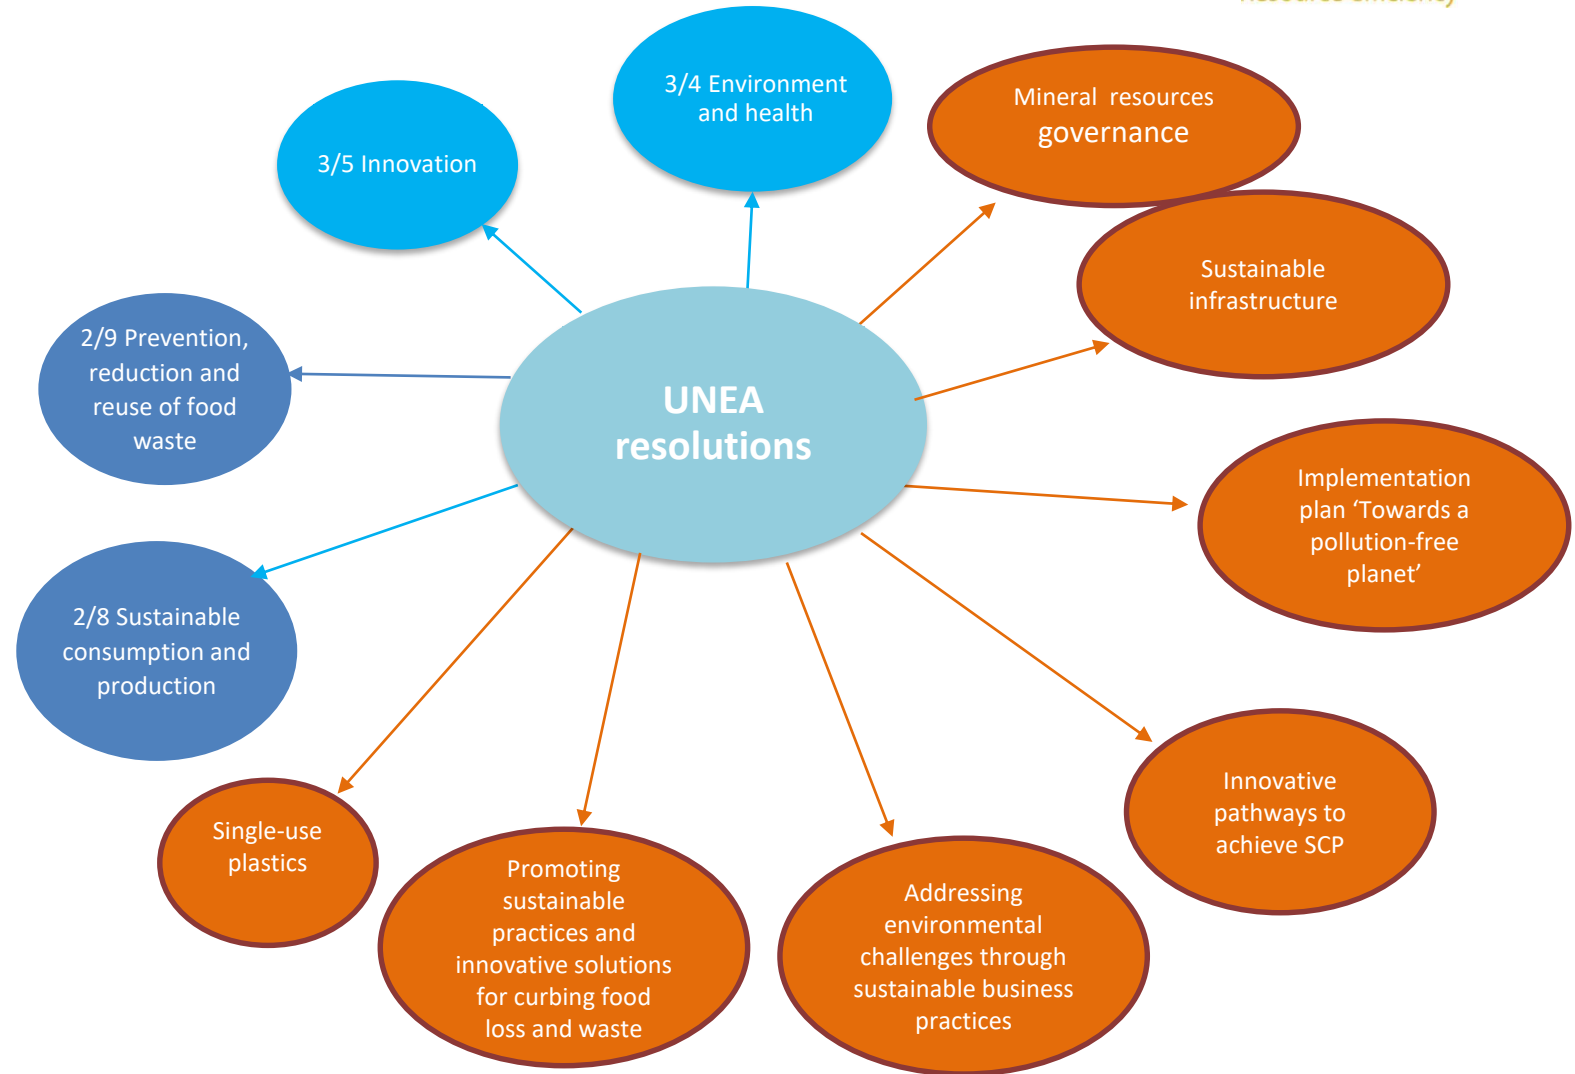 Resource efficiency
3/4 Environment
and health
Mineral  resources
governance
3/5 Innovation
Sustainable
infrastructure
2/9 Prevention,
reduction and
reuse of food
waste
UNEA
resolutions
Implementation
plan ‘Towards a
pollution-free
planet’
2/8 Sustainable
consumption and
production
Innovative
pathways to
achieve SCP
Single-use
plastics
Promoting
sustainable
practices and
innovative solutions
for curbing food
loss and waste
Addressing
environmental
challenges through
sustainable business
practices